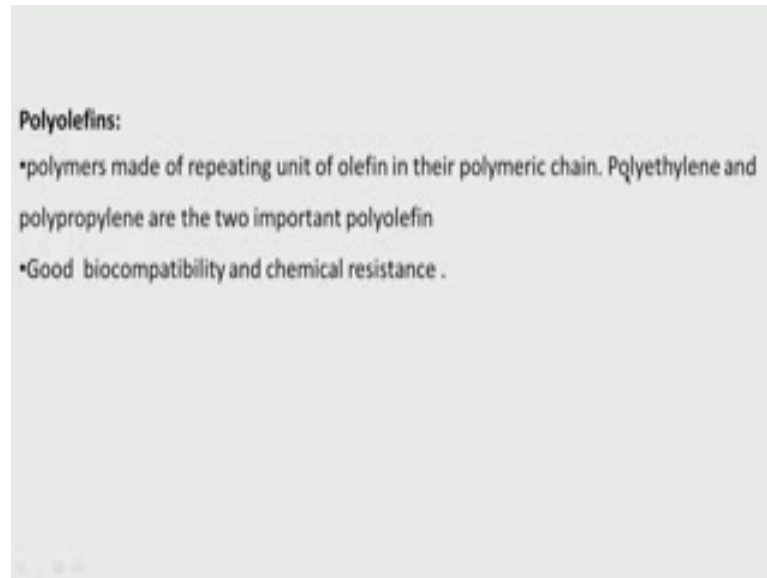 Polyolefins:
•polymers made of repeating unit of olefin in their polymeric chain. Polyethylene and
polypropylene are the two important polyolefin
•Good biocompatibility and chemical resistance .